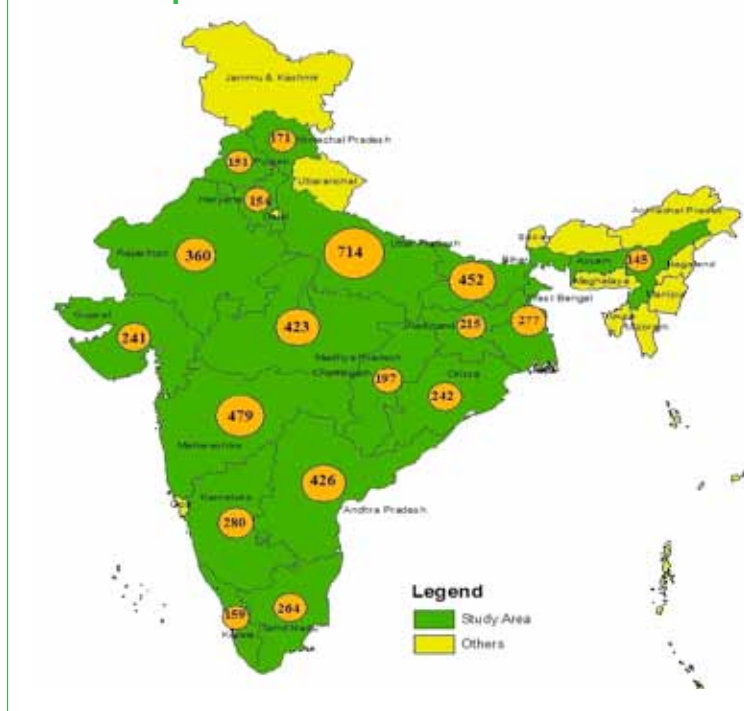 Jammu & Kashmir
171
Himachal Pradesh
151
Punjab
Uttaranchal
Haryana
154
Delhi
Arunachal Pradesh
Rajasthan
360
714
Uttar Pradesh
Sikkim
Bihar
Assam
145
Nagaland
452
Meghalaya
Manipur
West Bengal
Gujarat
241
423
Jharkhand
215
277
Tripura
Mizoram
Madhya Pradesh
Chattisgarh
197
Orissa
242
479
Maharashtra
426
Karnataka
Goa
280
Andhra Pradesh
Legend
159
264
Study Area
Kerala
Tamil Nadu
Others